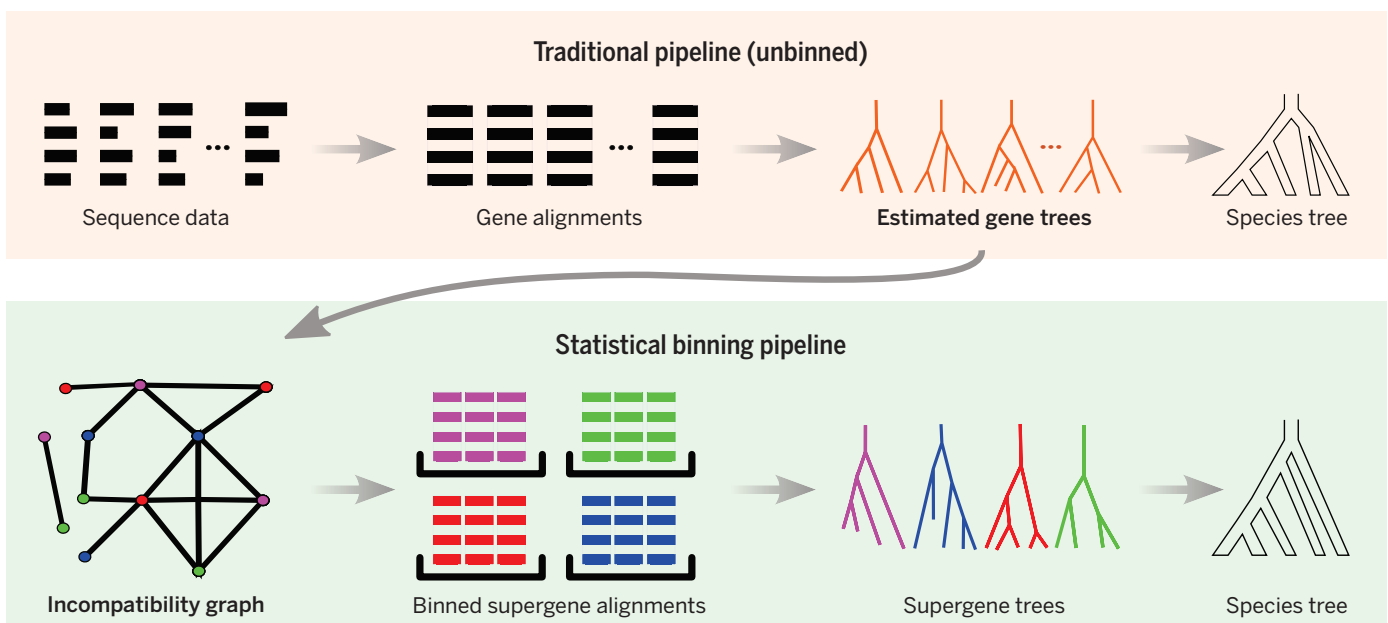 Traditional pipeline (unbinned)
...
...
...
Sequence data
Gene alignments
Estimated gene trees
Species tree
Statistical binning pipeline
Incompatibility graph
Binned supergene alignments
Supergene trees
Species tree